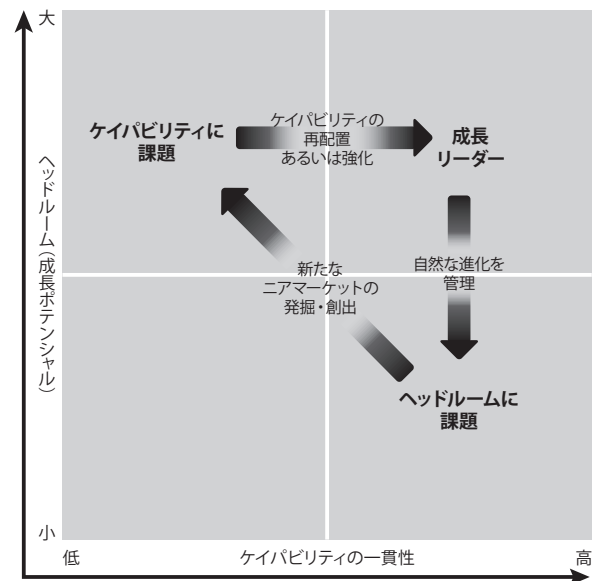 大
ケイパビリティに
課題
ケイパビリティの
再配置
あるいは強化
成長
リーダー
ヘッドルーム（成長ポテンシャル）
新たな
ニアマーケットの
発掘・創出
自然な進化を
管理
ヘッドルームに
課題
小
低
ケイパビリティの一貫性
高